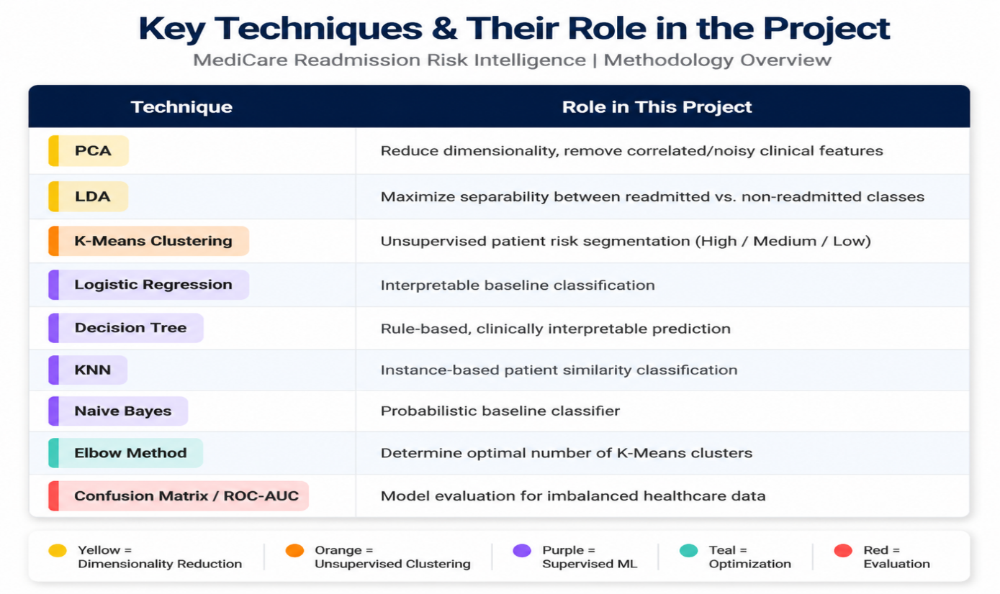 Key Techniques & Their Role in the Project
MediCare Readmission Risk Intelligence | Methodology Overview
Technique Role in This Project
PCA Reduce dimensionality, remove correlated/noisy clinical features
LDA Maximize separability between readmitted vs. non-readmitted classes
K-Means Clustering Unsupervised patient risk segmentation (High / Medium / Low)
Logistic Regression Interpretable baseline classification
Decision Tree Rule-based, clinically interpretable prediction
KNN Instance-based patient similarity classification
Naive Bayes Probabilistic baseline classifier
Elbow Method Determine optimal number of K-Means clusters
Confusion Matrix / ROC-AUC Model evaluation for imbalanced healthcare data
Yellow =
Dimensionality Reduction
Orange =
Unsupervised Clustering
Purple =
Supervised ML
Teal =
Optimization
Red =
Evaluation